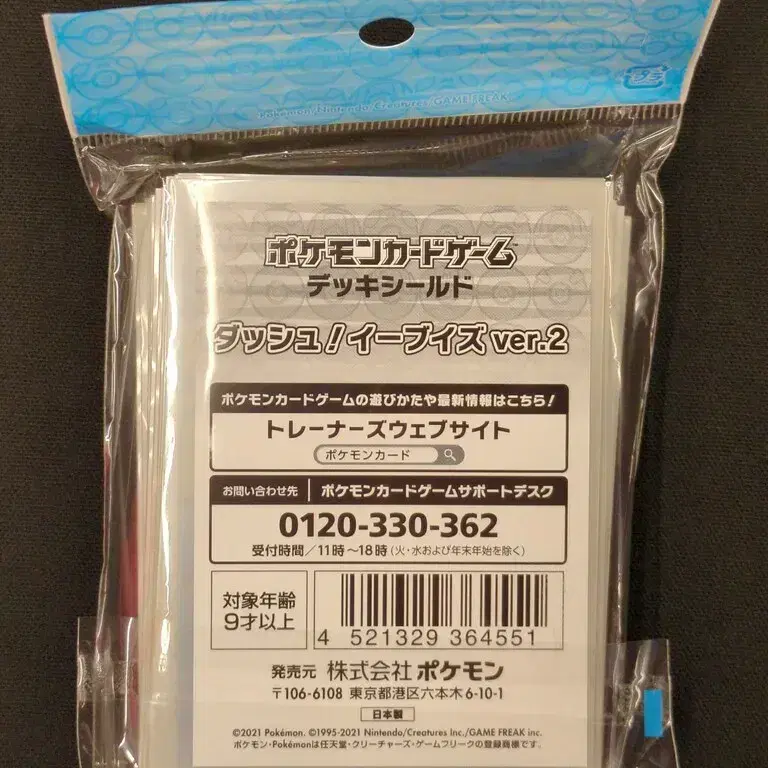 Pokémon/Nintendo/Creatures/GAME FREAK
プラ
ポケモンカードゲーム
デッキシールド
ダッシュ!イーブイズ ver.2
ポケモンカードゲームの遊びかたや最新情報はこちら!
トレーナーズウェブサイト
ポケモンカード
お問い合わせ先 ポケモンカードゲームサポートデスク
0120-330-362
受付時間/11時~18時(火・水および年末年始を除く)
対象年齢
9才以上
4 521329 364551
発売元 株式会社 ポケモン
〒106-6108 東京都港区六本木6-10-1
日本製
©2021 Pokémon. ©1995-2021 Nintendo/Creatures Inc./GAME FREAK inc.
ポケモン・Pokémonは任天堂・クリーチャーズ・ゲームフリークの登録商標です。